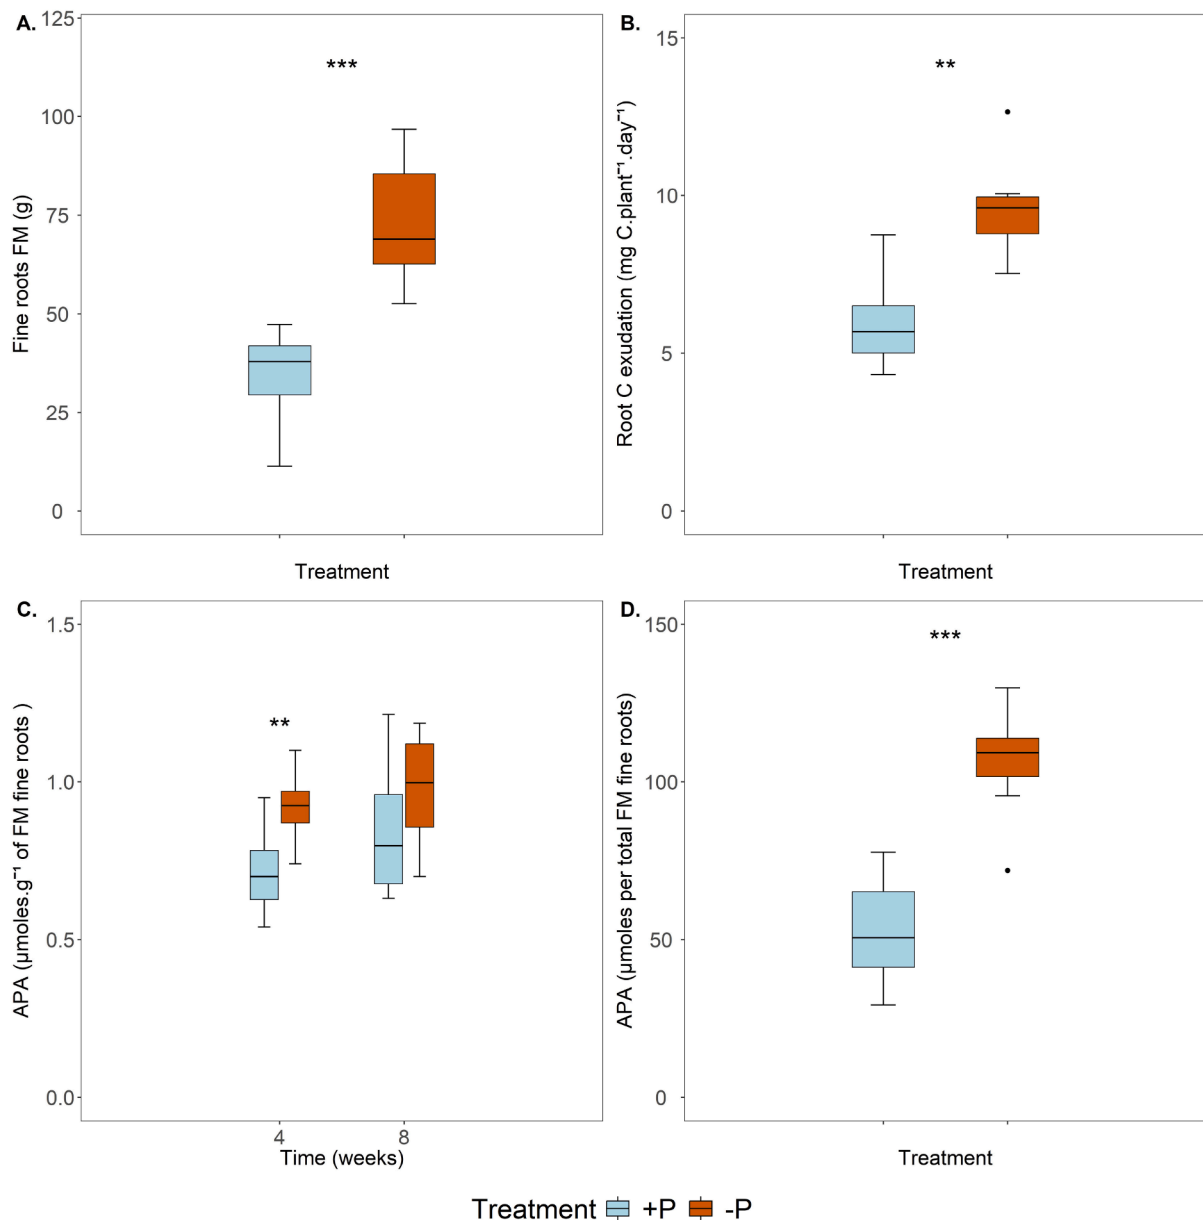 A.
125
100
75
50
25
0
Fine roots FM (g)
***
Treatment
B.
15
10
5
0
Root C exudation (mg C.plant⁻¹.day⁻¹)
**
Treatment
C.
1.5
1.0
0.5
0.0
APA (µmoles.g⁻¹ of FM fine roots )
**
4 8
Time (weeks)
D.
150
100
50
0
APA (µmoles per total FM fine roots)
***
Treatment
Treatment +P -P